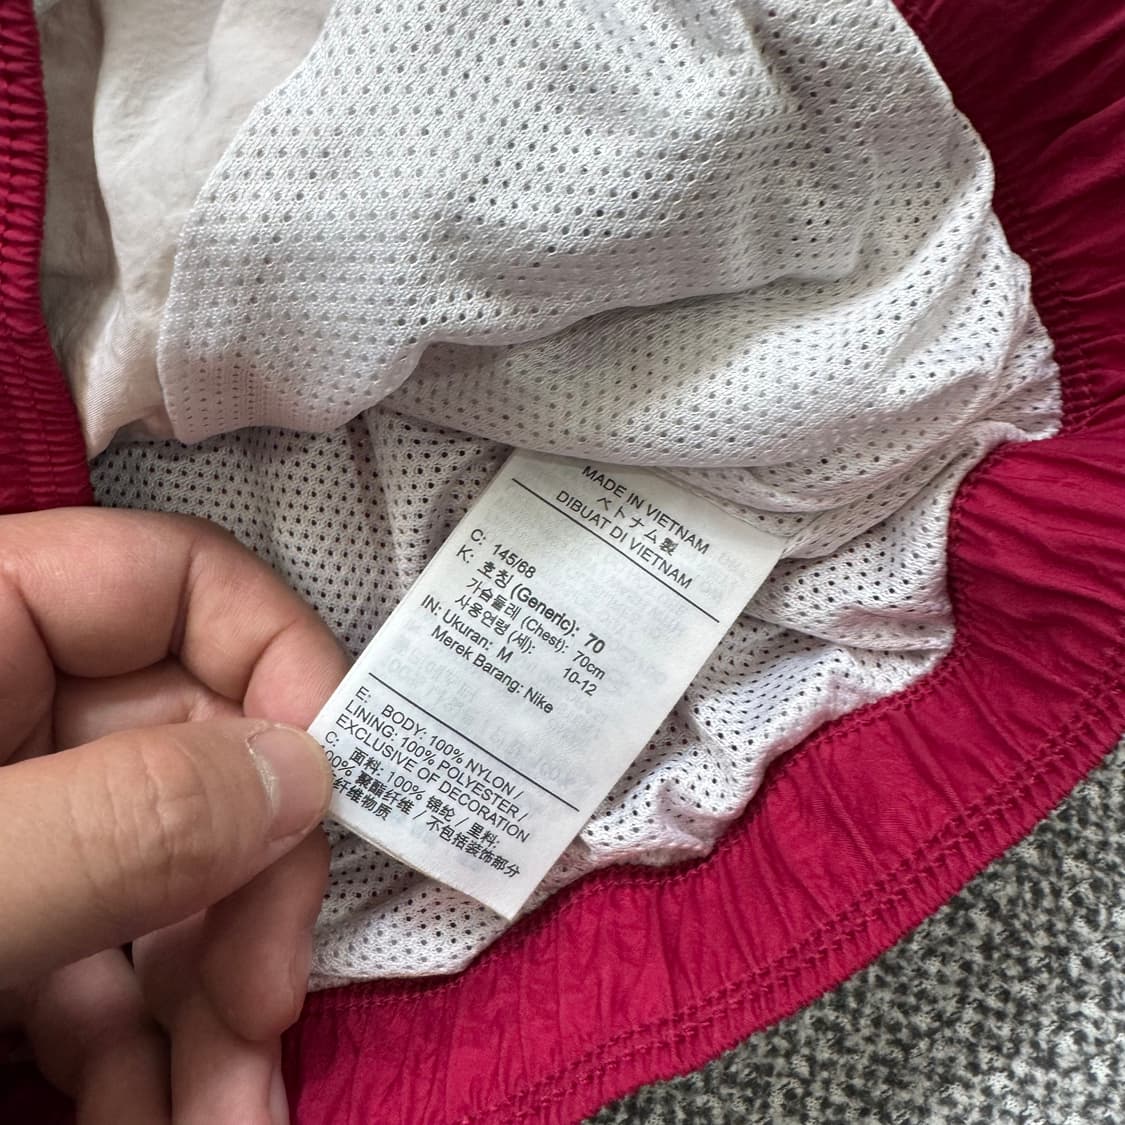 MADE IN VIETNAM
ベトナム製
DIBUAT DI VIETNAM
C: 145/68
K: 호칭 (Generic): 70
가슴둘레 (Chest): 70cm
사용연령 (세): 10-12
IN: Ukuran: M
Merek Barang: Nike
E: BODY: 100% NYLON /
LINING: 100% POLYESTER /
EXCLUSIVE OF DECORATION
C: 面料: 100% 锦纶 / 里料:
00% 聚酯纤维 / 不包括装饰部分
纤维物质